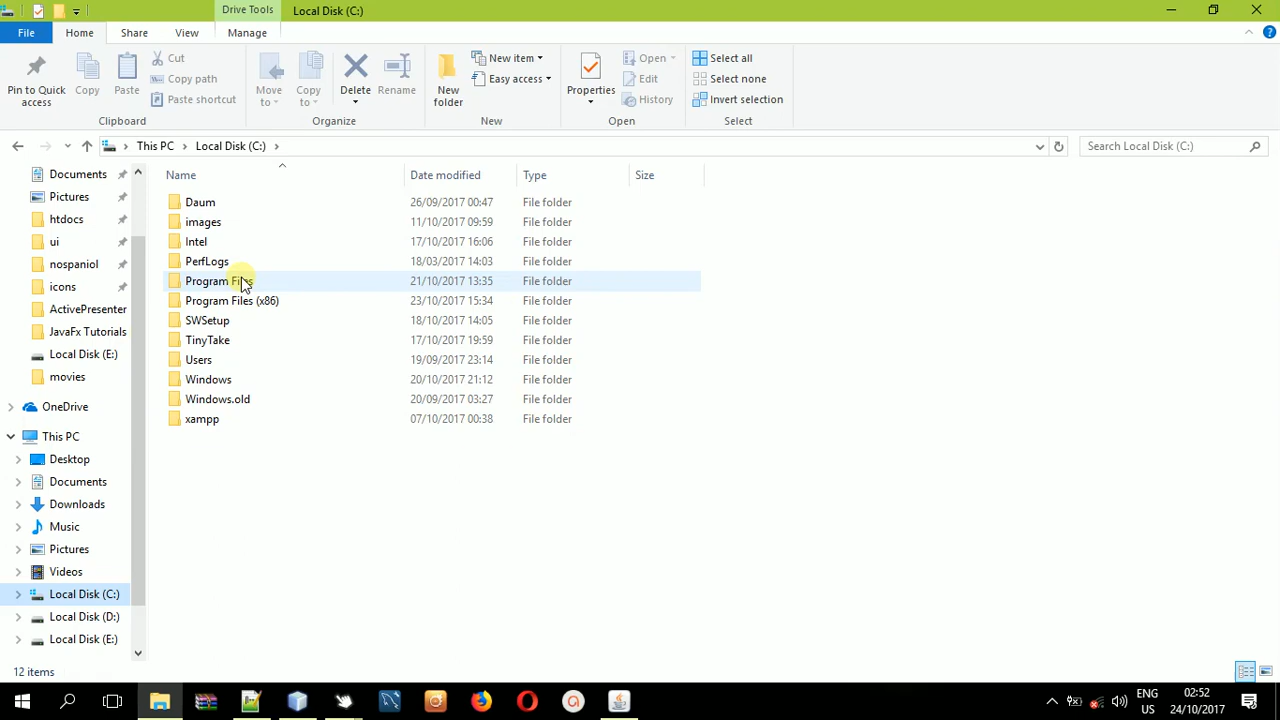 Drive Tools Local Disk (C:)
File Home Share View Manage
Pin to Quick access
Copy
Paste
Cut
Copy path
Paste shortcut
Clipboard
Move to
Copy to
Delete
Rename
Organize
New folder
New item
Easy access
New
Properties
Open
Edit
History
Open
Select all
Select none
Invert selection
Select
This PC Local Disk (C:)
Search Local Disk (C:)
Documents
Pictures
htdocs
ui
nospaniol
icons
ActivePresenter
JavaFx Tutorials
Local Disk (E:)
movies
OneDrive
This PC
Desktop
Documents
Downloads
Music
Pictures
Videos
Local Disk (C:)
Local Disk (D:)
Local Disk (E:)
Name Date modified Type Size
Daum 26/09/2017 00:47 File folder
images 11/10/2017 09:59 File folder
Intel 17/10/2017 16:06 File folder
PerfLogs 18/03/2017 14:03 File folder
Program Files 21/10/2017 13:35 File folder
Program Files (x86) 23/10/2017 15:34 File folder
SWSetup 18/10/2017 14:05 File folder
TinyTake 17/10/2017 19:59 File folder
Users 19/09/2017 23:14 File folder
Windows 20/10/2017 21:12 File folder
Windows.old 20/09/2017 03:27 File folder
xampp 07/10/2017 00:38 File folder
12 items
ENG
US
02:52
24/10/2017